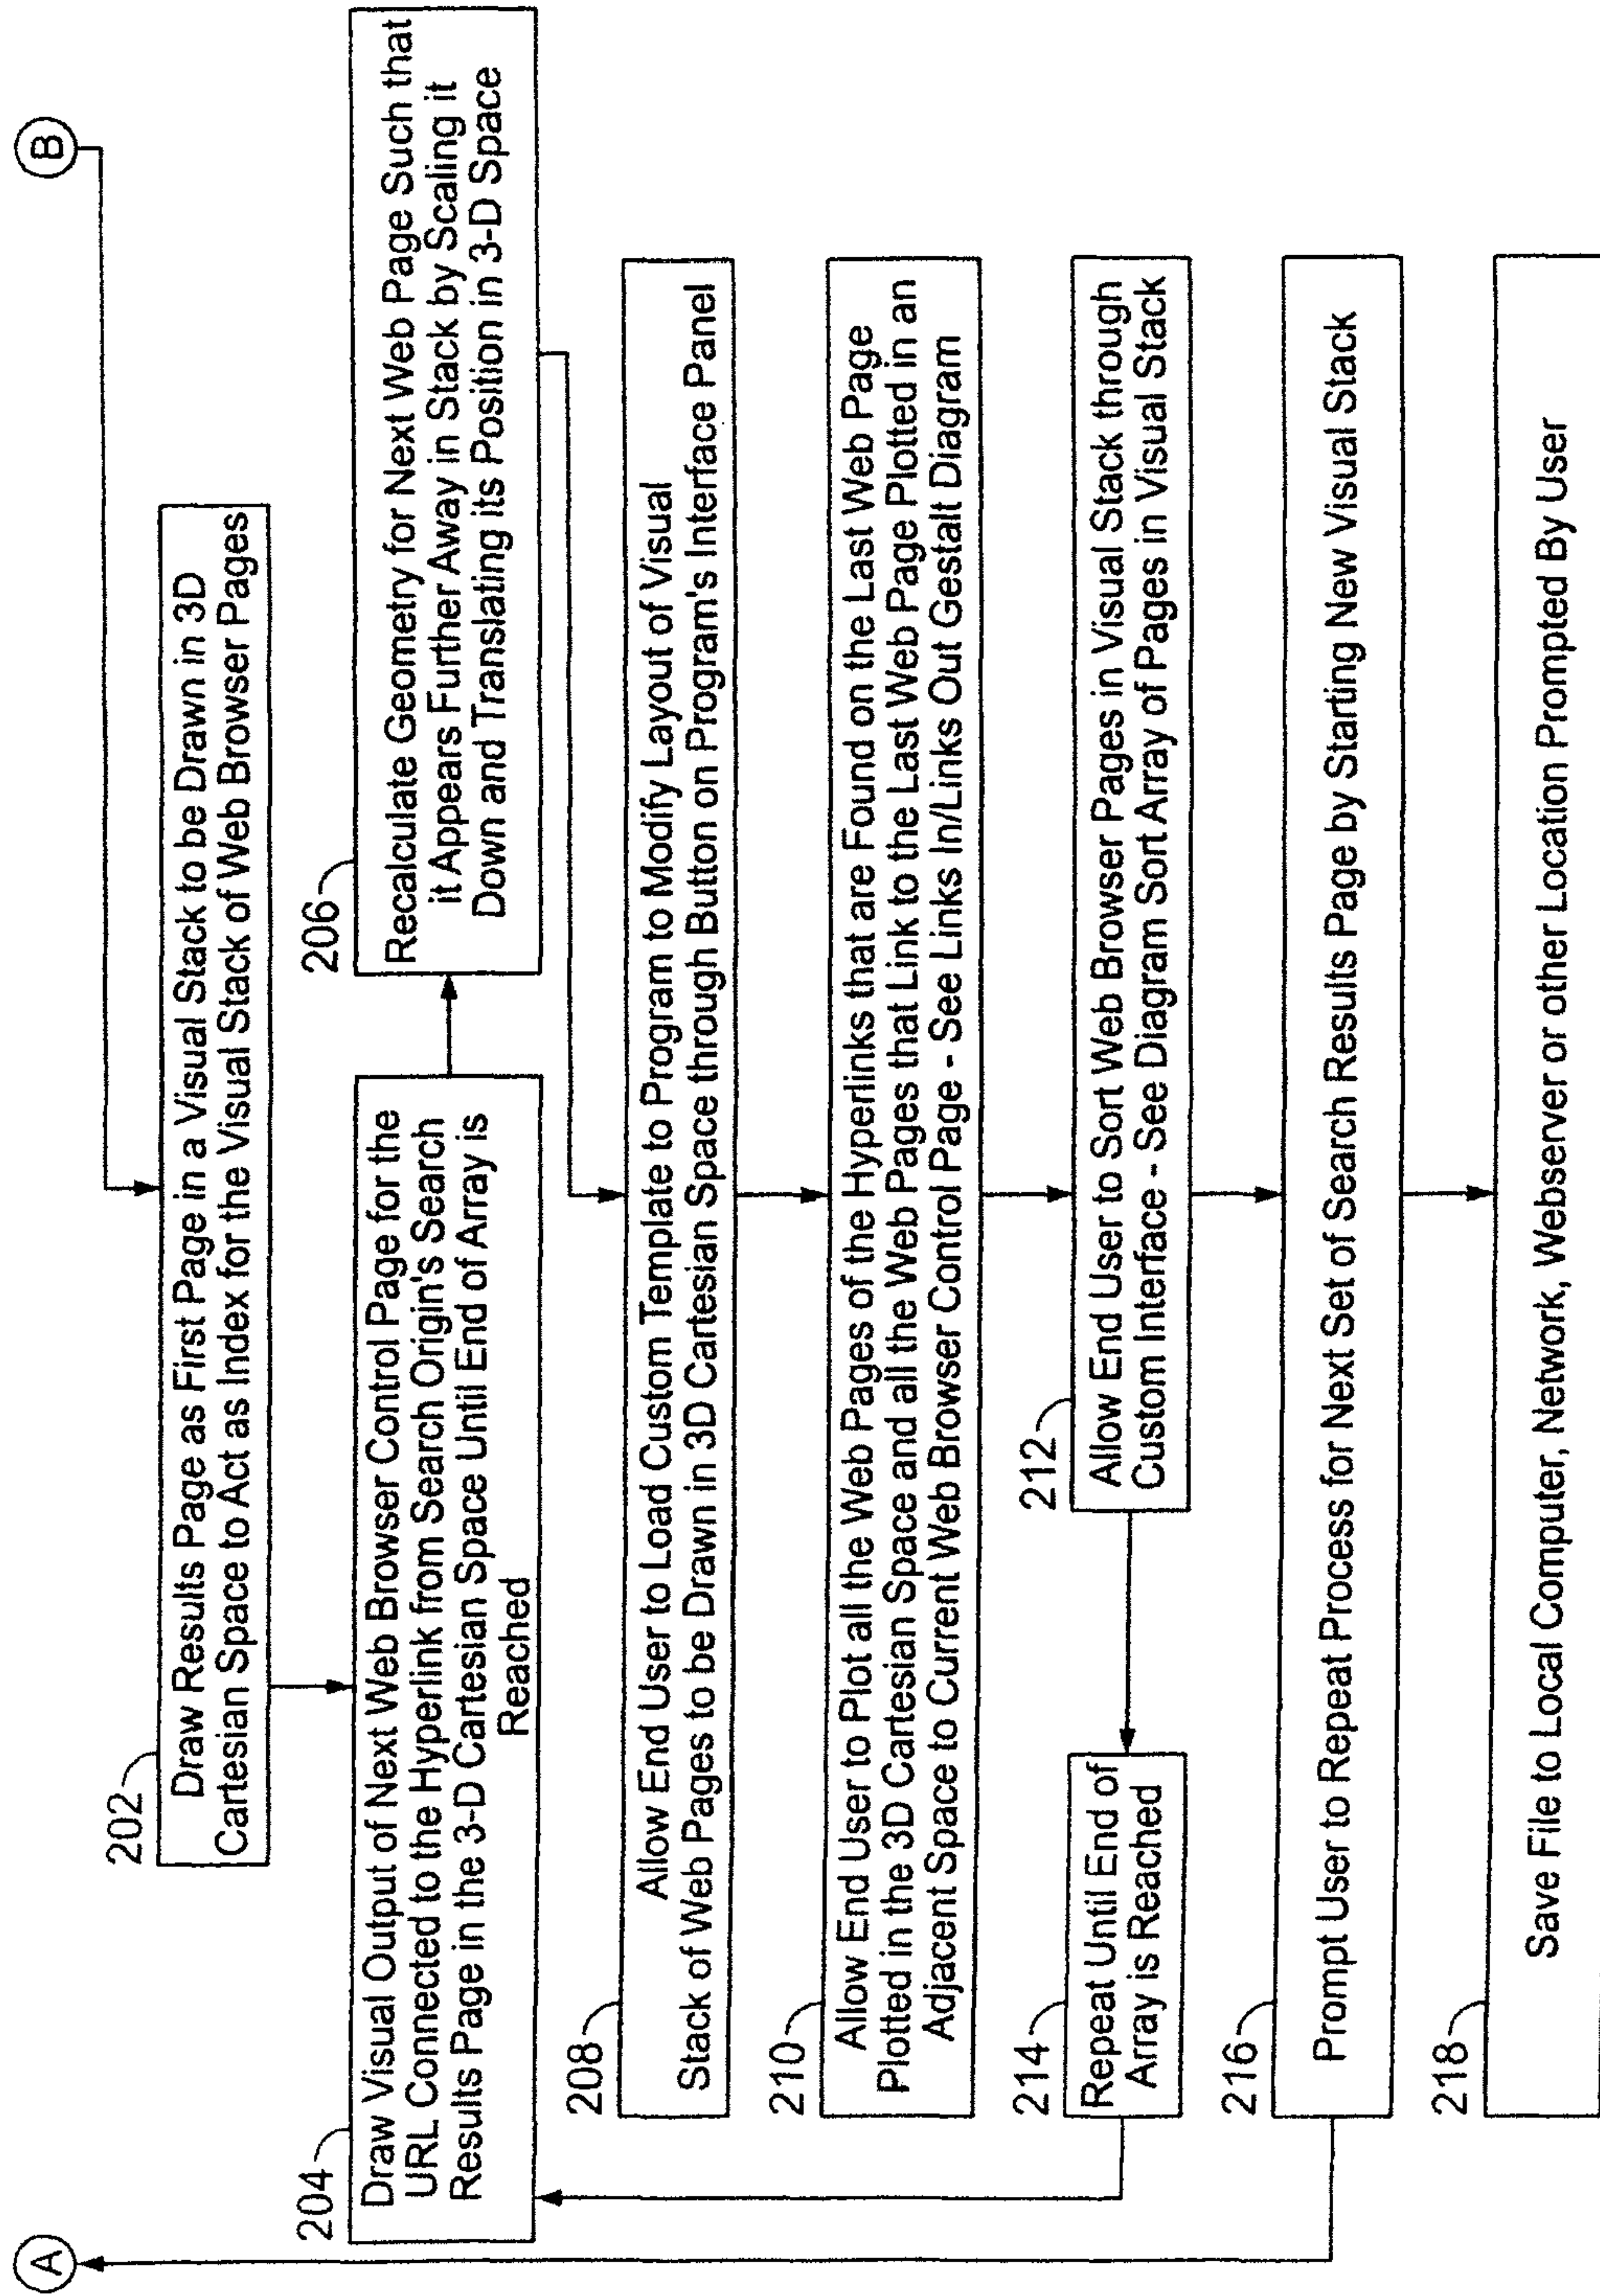 B
202
Draw Results Page as First Page in a Visual Stack to be Drawn in 3D
Cartesian Space to Act as Index for the Visual Stack of Web Browser Pages
204
Draw Visual Output of Next Web Browser Control Page for the
URL Connected to the Hyperlink from Search Origin's Search
Results Page in the 3-D Cartesian Space Until End of Array is
Reached
206
Recalculate Geometry for Next Web Page Such that
it Appears Further Away in Stack by Scaling it
Down and Translating its Position in 3-D Space
208
Allow End User to Load Custom Template to Program to Modify Layout of Visual
Stack of Web Pages to be Drawn in 3D Cartesian Space through Button on Program's Interface Panel
210
Allow End User to Plot all the Web Pages of the Hyperlinks that are Found on the Last Web Page
Plotted in the 3D Cartesian Space and all the Web Pages that Link to the Last Web Page Plotted in an
Adjacent Space to Current Web Browser Control Page - See Links In/Links Out Gestalt Diagram
212
Allow End User to Sort Web Browser Pages in Visual Stack through
Custom Interface - See Diagram Sort Array of Pages in Visual Stack
214
Repeat Until End of
Array is Reached
216
Prompt User to Repeat Process for Next Set of Search Results Page by Starting New Visual Stack
218
Save File to Local Computer, Network, Webserver or other Location Prompted By User
A